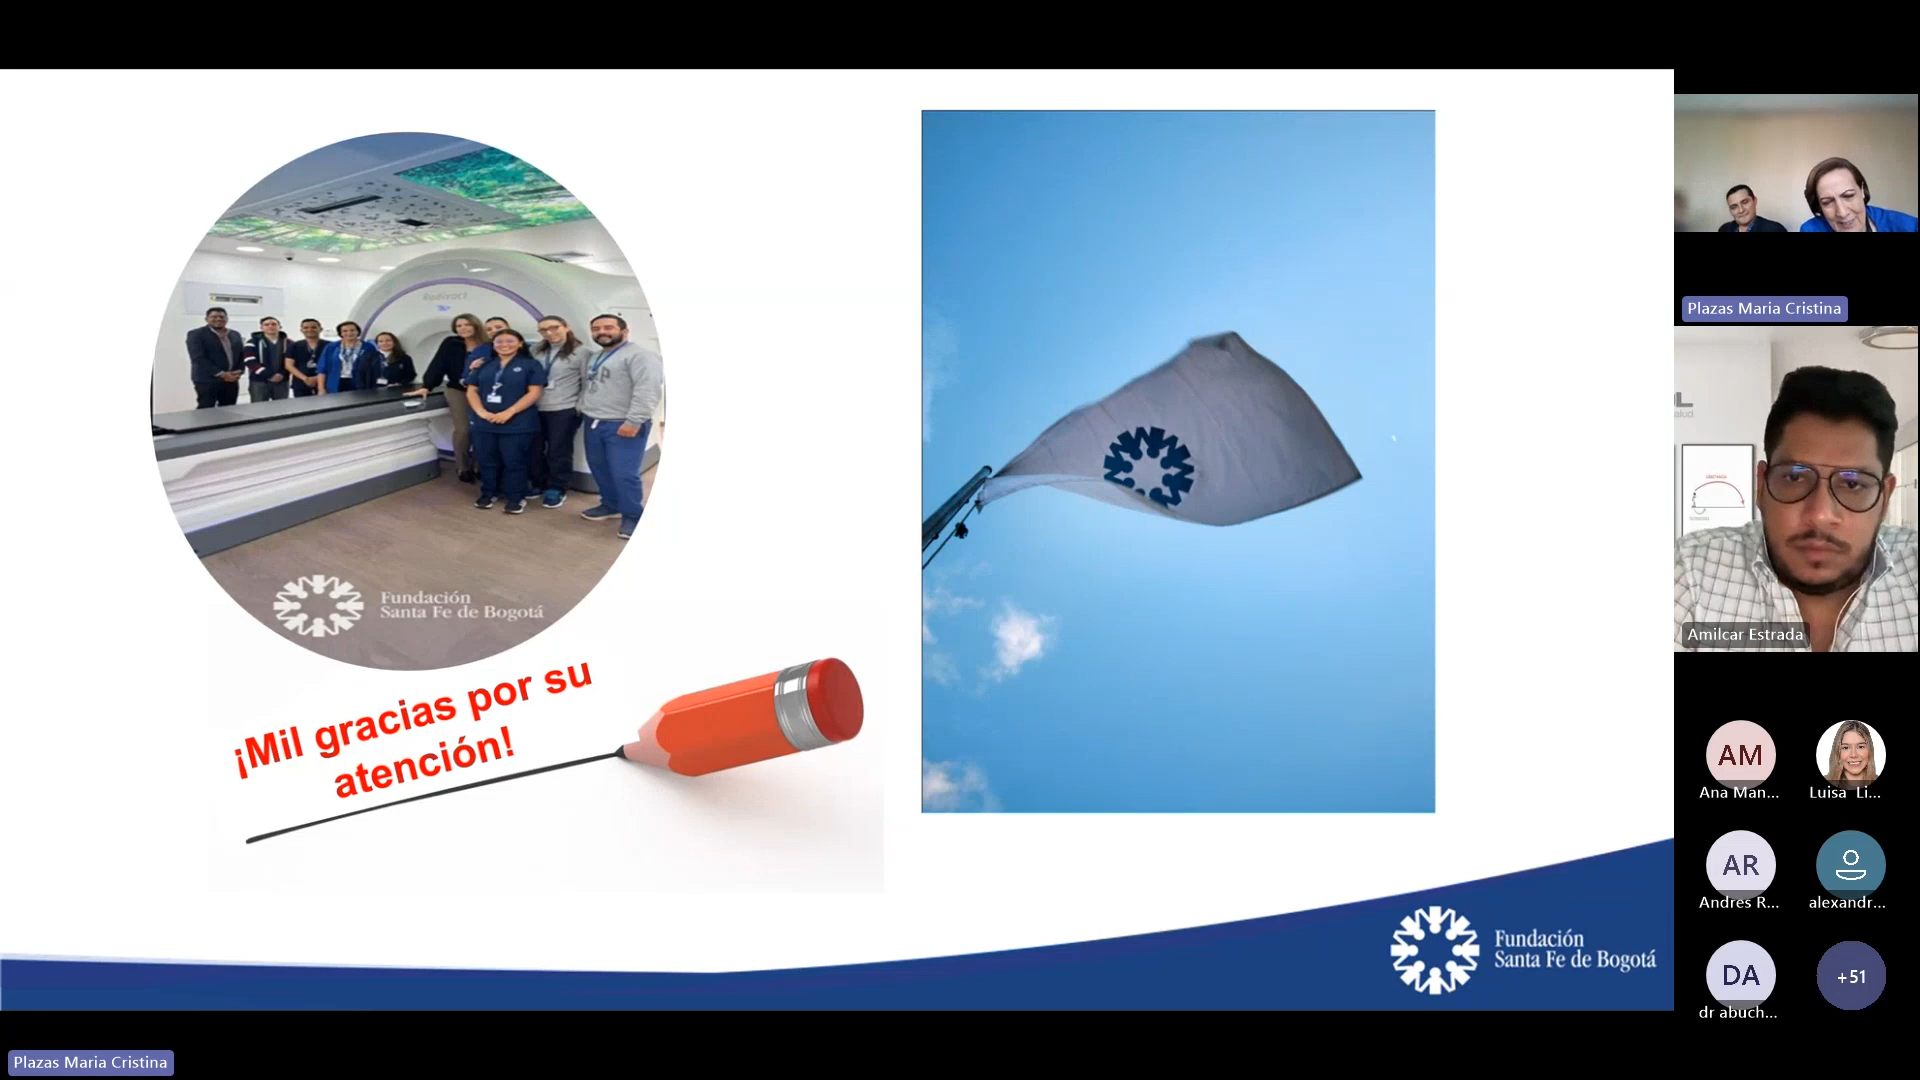 Radixact
Fundación
Santa Fe de Bogotá
¡Mil gracias por su
atención!
Fundación
Santa Fe de Bogotá
Plazas Maria Cristina
Amilcar Estrada
AM
Ana Man...
Luisa Li...
AR
Andres R...
alexandr...
DA
+51
dr abuch...
Plazas Maria Cristina